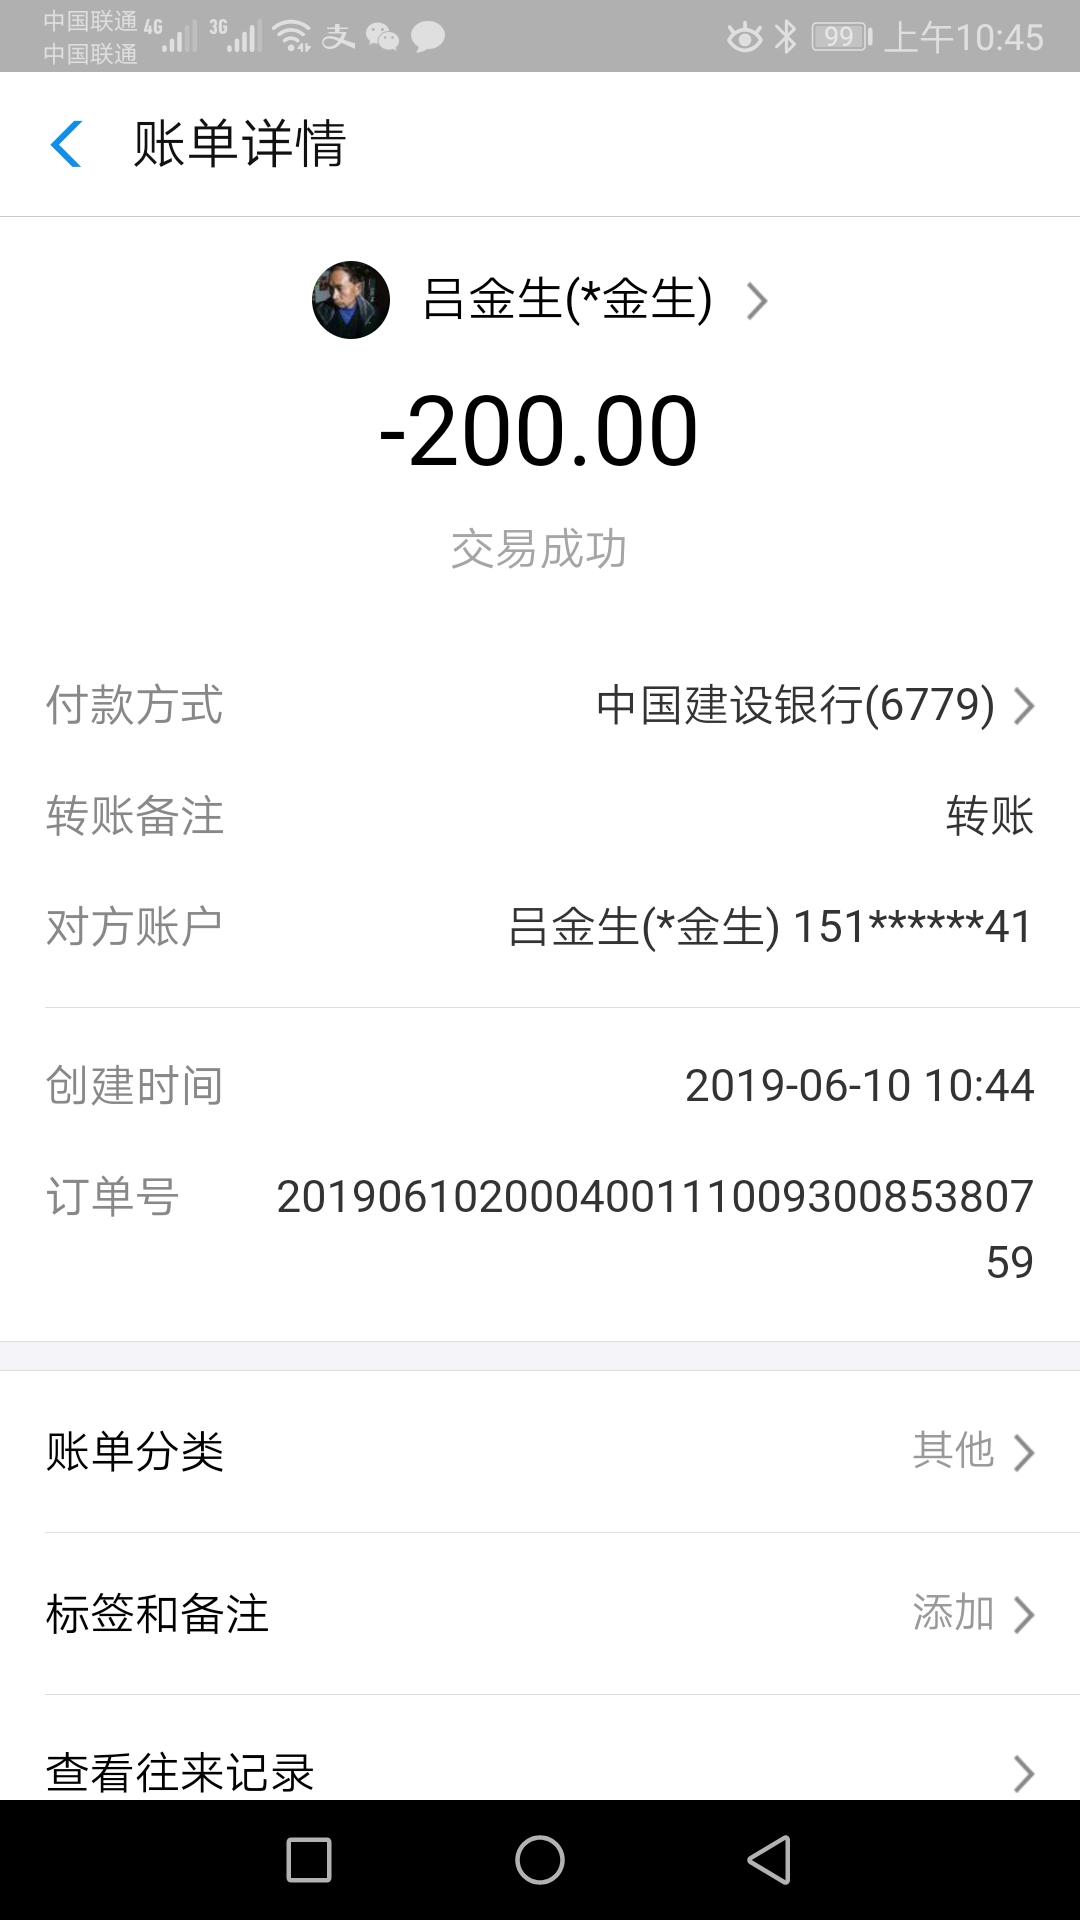 中国联通 4G 3G 99 上午10:45
中国联通
账单详情
吕金生(*金生)
-200.00
交易成功
付款方式 中国建设银行(6779)
转账备注 转账
对方账户 吕金生(*金生) 151******41
创建时间 2019-06-10 10:44
订单号 201906102000400111009300853807
59
账单分类 其他
标签和备注 添加
查看往来记录